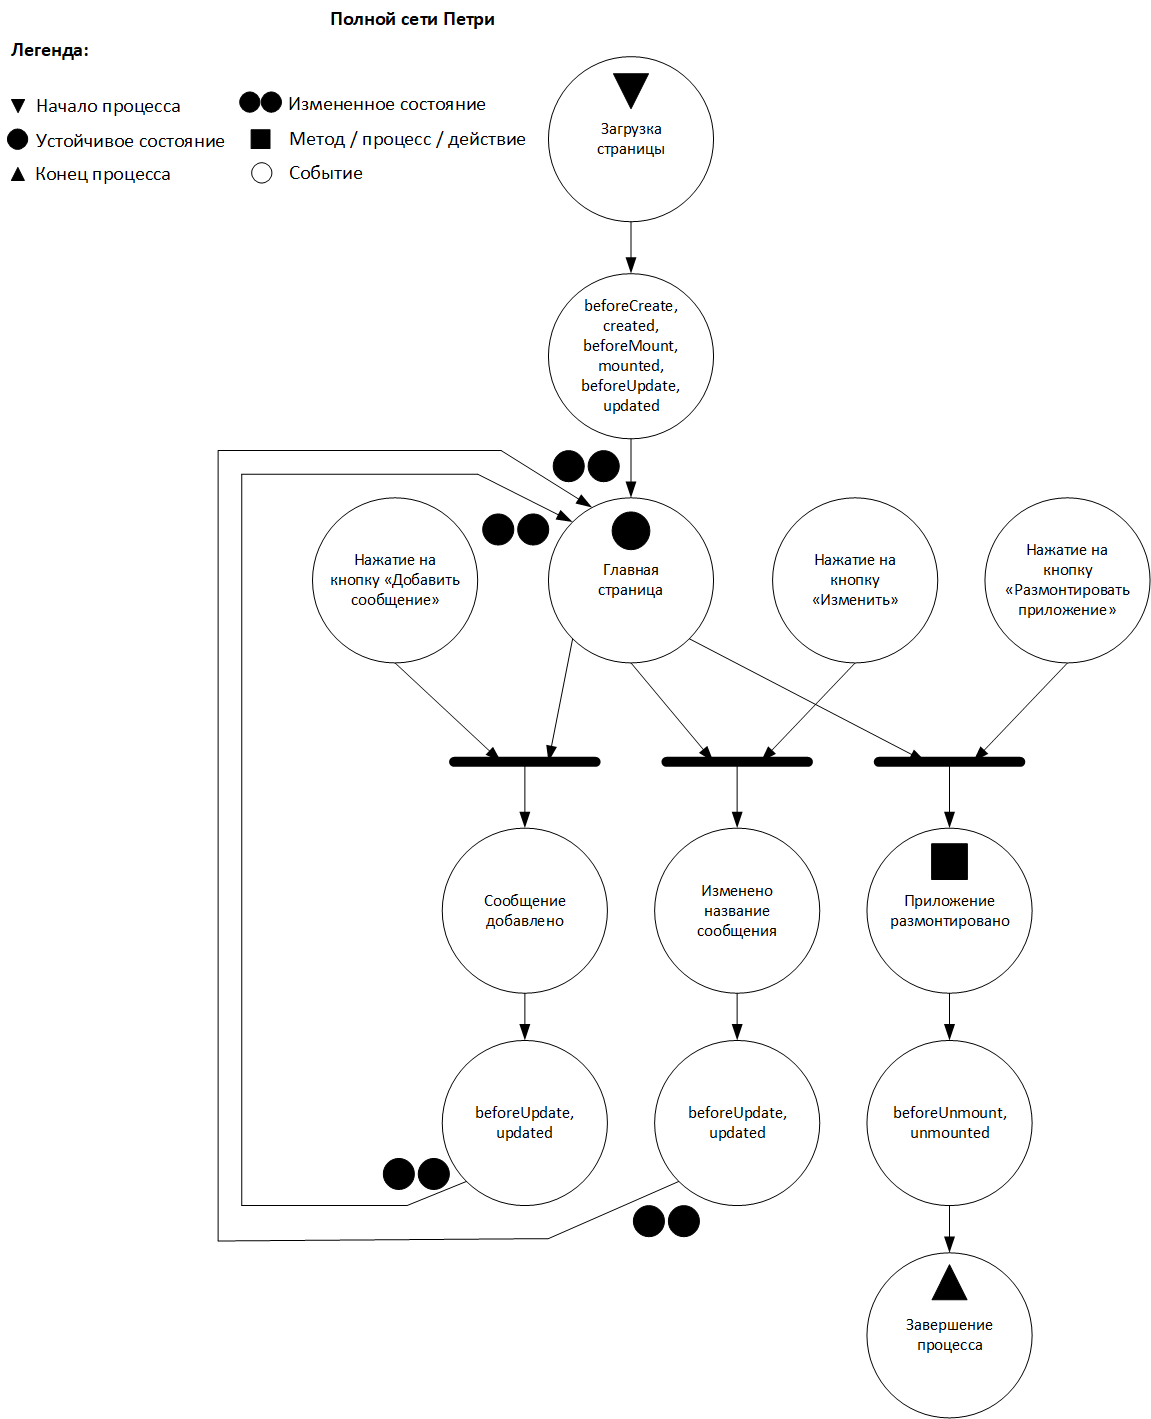 Полной сети Петри
Легенда:
Начало процесса
Устойчивое состояние
Конец процесса
Измененное состояние
Метод / процесс / действие
Событие
Загрузка
страницы
beforeCreate,
created,
beforeMount,
mounted,
beforeUpdate,
updated
Нажатие на
кнопку «Добавить
сообщение»
Главная
страница
Нажатие на
кнопку
«Изменить»
Нажатие на
кнопку
«Размонтировать
приложение»
Сообщение
добавлено
Изменено
название
сообщения
Приложение
размонтировано
beforeUpdate,
updated
beforeUpdate,
updated
beforeUnmount,
unmounted
Завершение
процесса